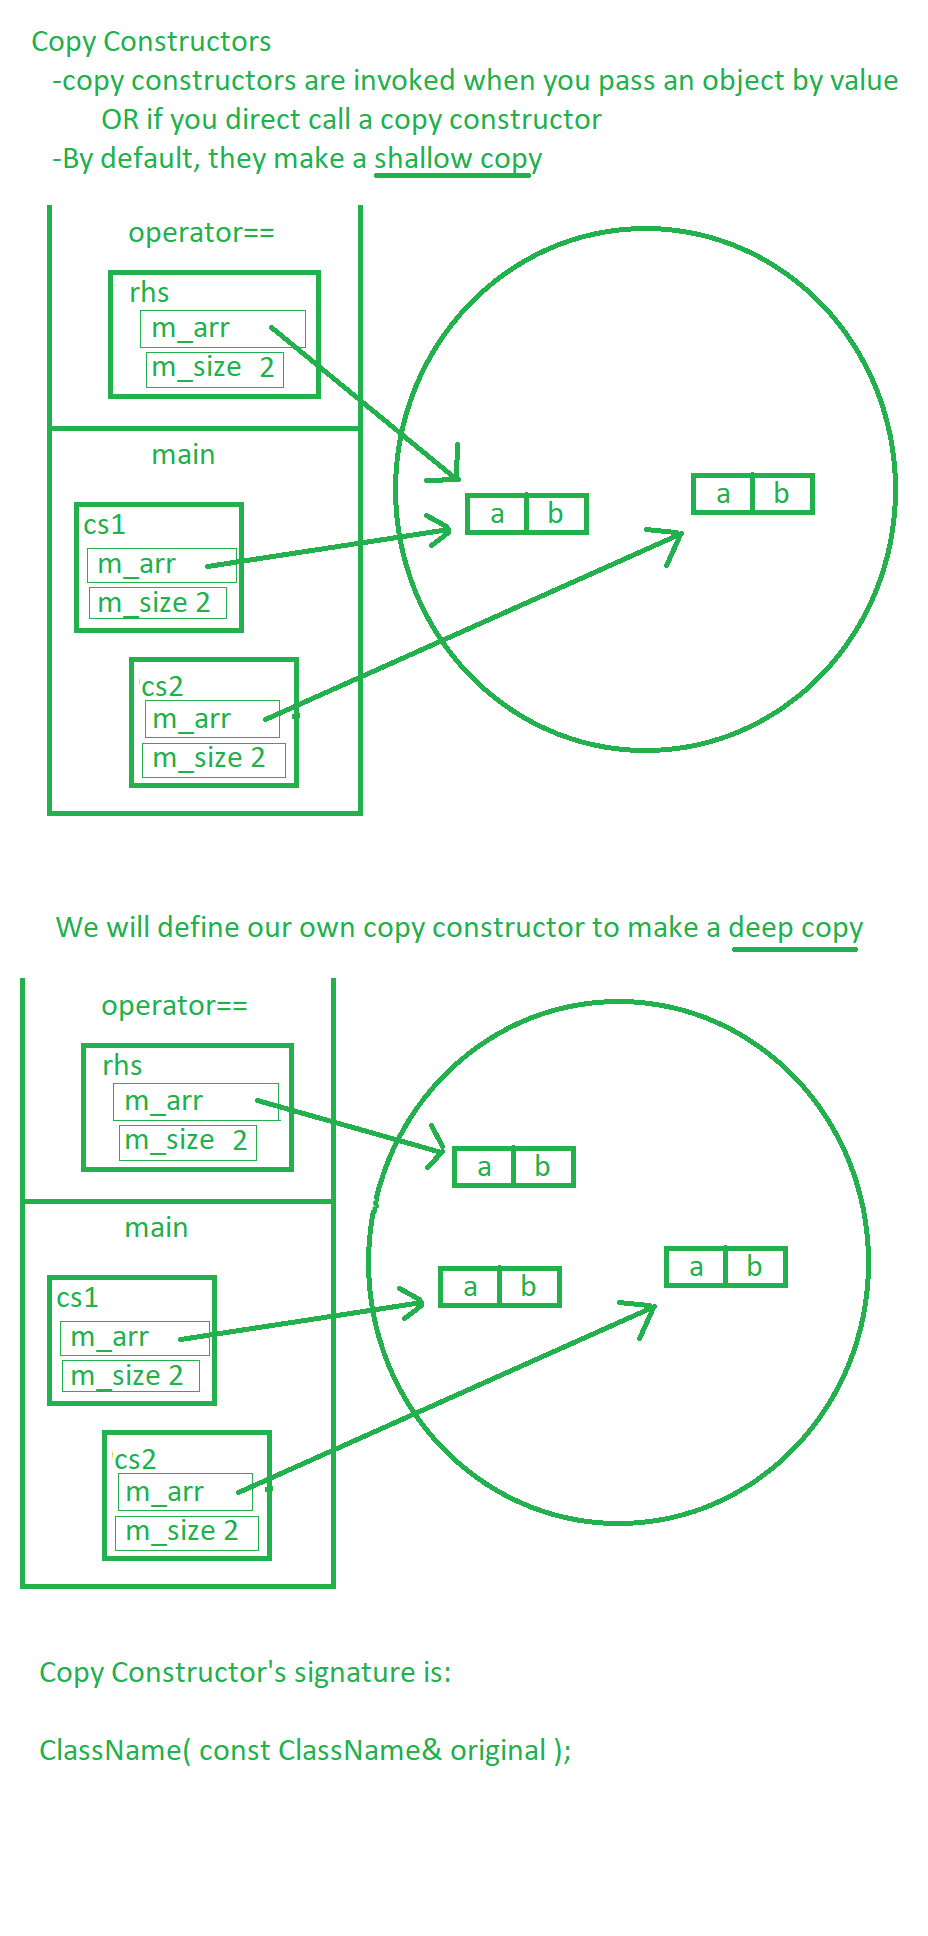 Copy Constructors
-copy constructors are invoked when you pass an object by value
OR if you direct call a copy constructor
-By default, they make a shallow copy
operator==
rhs
m_arr
m_size 2
main
cs1
m_arr
m_size 2
cs2
m_arr
m_size 2
a b
a b
We will define our own copy constructor to make a deep copy
operator==
rhs
m_arr
m_size 2
main
cs1
m_arr
m_size 2
cs2
m_arr
m_size 2
a b
a b
a b
Copy Constructor's signature is:
ClassName( const ClassName& original );